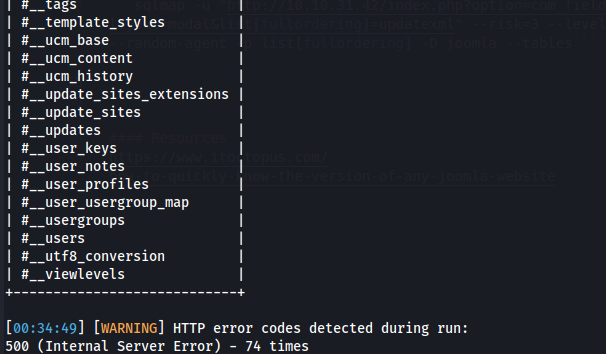 | #__tags |
| #__template_styles |
| #__ucm_base |
| #__ucm_content |
| #__ucm_history |
| #__update_sites_extensions |
| #__update_sites |
| #__updates |
| #__user_keys |
| #__user_notes |
| #__user_profiles |
| #__user_usergroup_map |
| #__usergroups |
| #__users |
| #__utf8_conversion |
| #__viewlevels |
+----------------------------+
[00:34:49] [WARNING] HTTP error codes detected during run:
500 (Internal Server Error) - 74 times